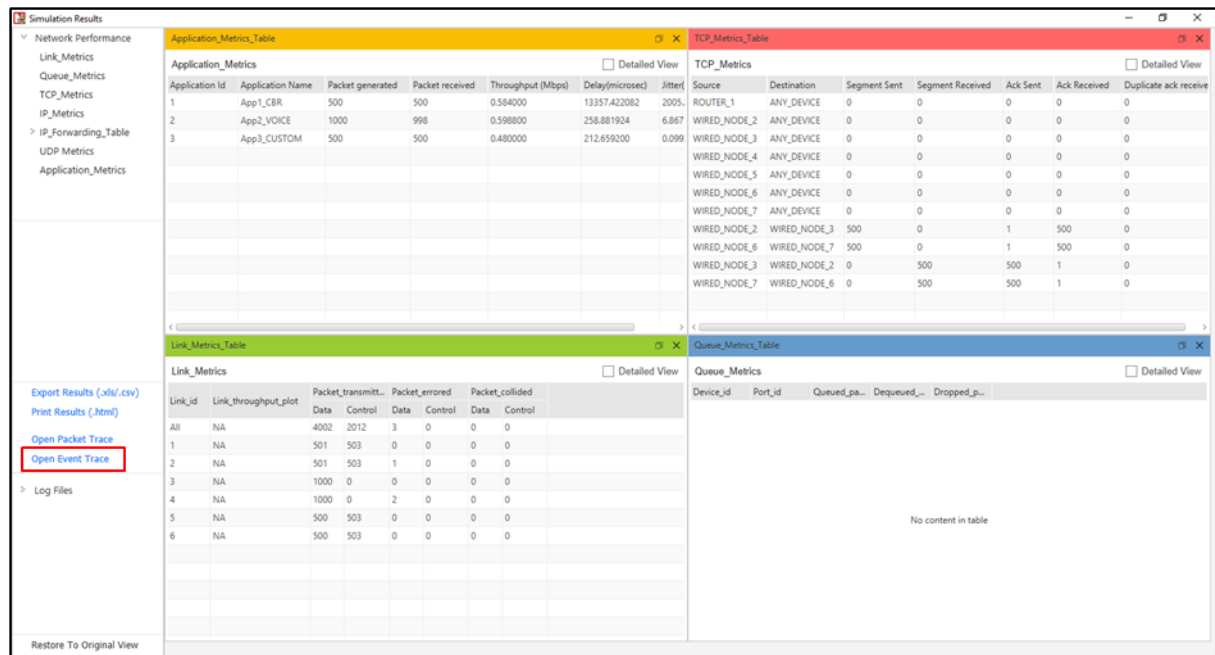 Simulation Results
Network Performance
Link_Metrics
Queue_Metrics
TCP_Metrics
IP_Metrics
IP_Forwarding_Table
UDP Metrics
Application_Metrics
Export Results (.xls/.csv)
Print Results (.html)
Open Packet Trace
Open Event Trace
Log Files
Restore To Original View
Application_Metrics_Table
Application_Metrics Detailed View
Application Id Application Name Packet generated Packet received Throughput (Mbps) Delay(microsec) Jitter(
1 App1_CBR 500 500 0.584000 13357.422082 2005..
2 App2_VOICE 1000 998 0.598800 258.881924 6.867
3 App3_CUSTOM 500 500 0.480000 212.659200 0.099
TCP_Metrics_Table
TCP_Metrics Detailed View
Source Destination Segment Sent Segment Received Ack Sent Ack Received Duplicate ack receive
ROUTER_1 ANY_DEVICE 0 0 0 0 0
WIRED_NODE_2 ANY_DEVICE 0 0 0 0 0
WIRED_NODE_3 ANY_DEVICE 0 0 0 0 0
WIRED_NODE_4 ANY_DEVICE 0 0 0 0 0
WIRED_NODE_5 ANY_DEVICE 0 0 0 0 0
WIRED_NODE_6 ANY_DEVICE 0 0 0 0 0
WIRED_NODE_7 ANY_DEVICE 0 0 0 0 0
WIRED_NODE_2 WIRED_NODE_3 500 0 1 500 0
WIRED_NODE_6 WIRED_NODE_7 500 0 1 500 0
WIRED_NODE_3 WIRED_NODE_2 0 500 500 1 0
WIRED_NODE_7 WIRED_NODE_6 0 500 500 1 0
Link_Metrics_Table
Link_Metrics Detailed View
Link_id Link_throughput_plot Packet_transmitt... Packet_errored Packet_collided
Data Control Data Control Data Control
All NA 4002 2012 3 0 0 0
1 NA 501 503 0 0 0 0
2 NA 501 503 1 0 0 0
3 NA 1000 0 0 0 0 0
4 NA 1000 0 2 0 0 0
5 NA 500 503 0 0 0 0
6 NA 500 503 0 0 0 0
Queue_Metrics_Table
Queue_Metrics Detailed View
Device_id Port_id Queued_pa... Dequeued_... Dropped_p...
No content in table